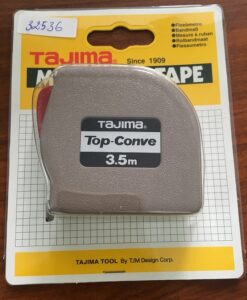 32536
Flexómetro
Bandmaß
Mesure à ruban
Rolbandmaat
Flessometro
TAJIMA
Since 1909
TAPE
TAJIMA
Top-Conve
3.5m
TAJIMA TOOL By TJM Design Corp.